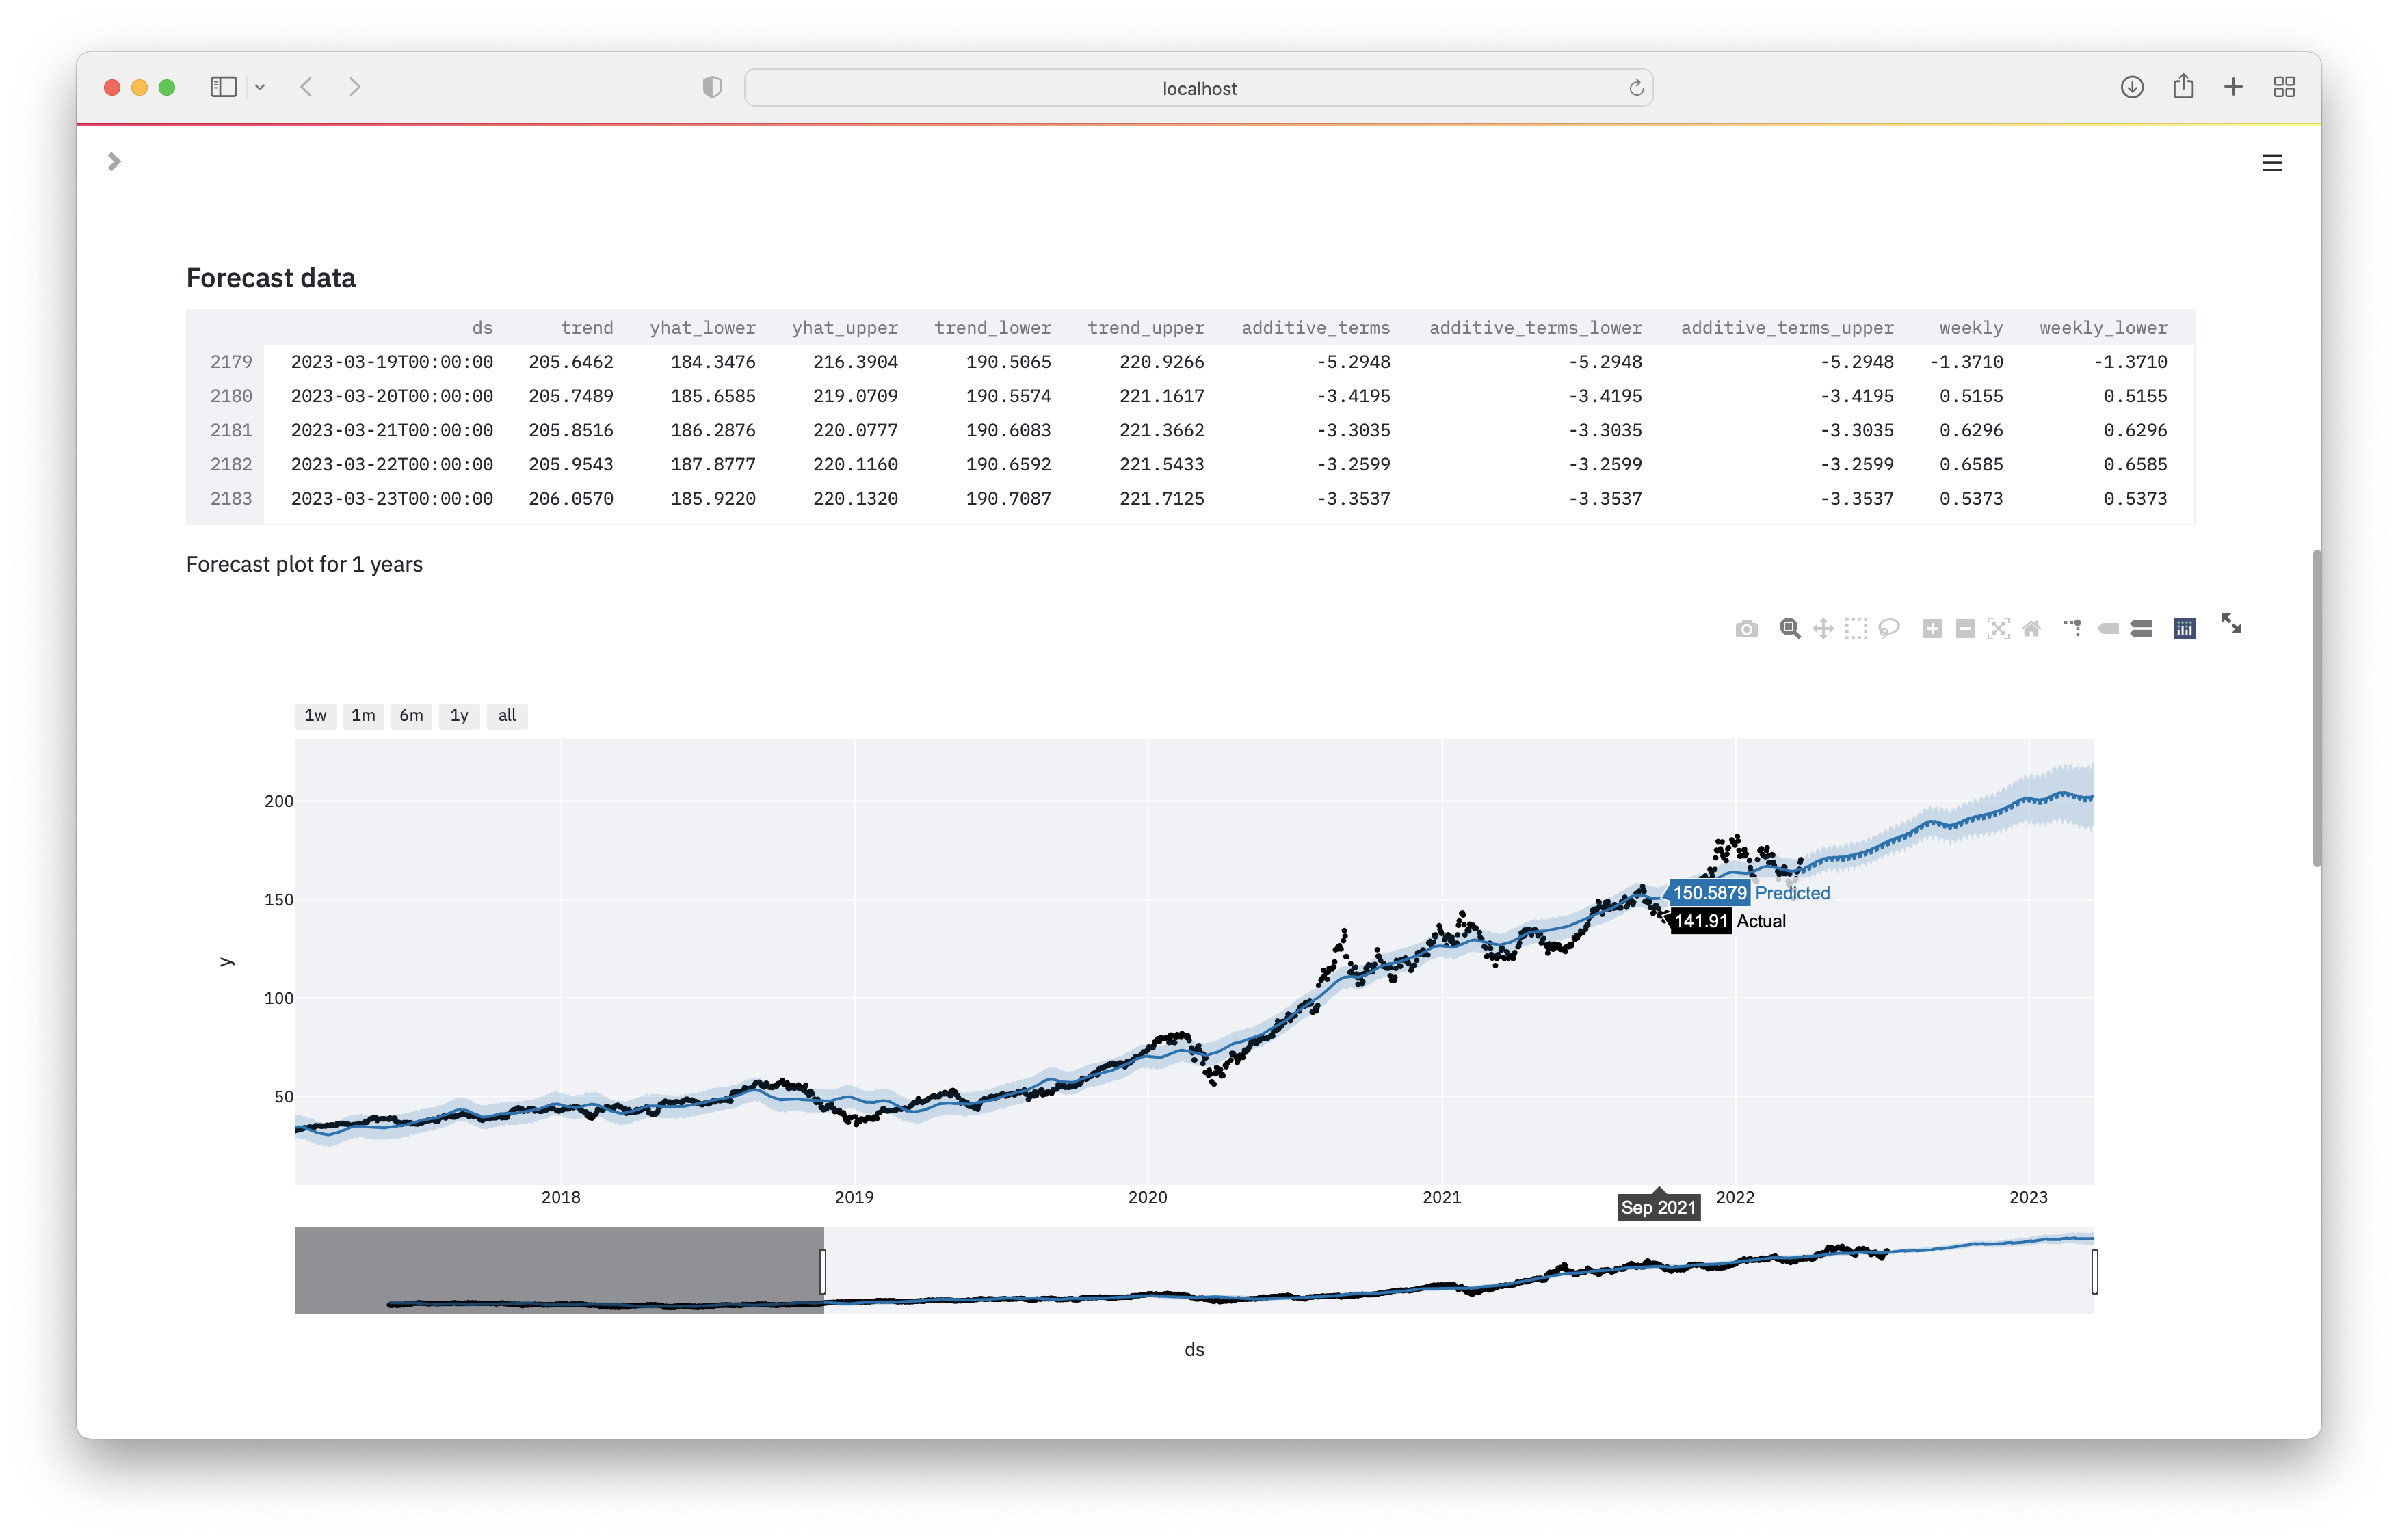 localhost
Forecast data
ds trend yhat_lower yhat_upper trend_lower trend_upper additive_terms additive_terms_lower additive_terms_upper weekly weekly_lower
2179 2023-03-19T00:00:00 205.6462 184.3476 216.3904 190.5065 220.9266 -5.2948 -5.2948 -5.2948 -1.3710 -1.3710
2180 2023-03-20T00:00:00 205.7489 185.6585 219.0709 190.5574 221.1617 -3.4195 -3.4195 -3.4195 0.5155 0.5155
2181 2023-03-21T00:00:00 205.8516 186.2876 220.0777 190.6083 221.3662 -3.3035 -3.3035 -3.3035 0.6296 0.6296
2182 2023-03-22T00:00:00 205.9543 187.8777 220.1160 190.6592 221.5433 -3.2599 -3.2599 -3.2599 0.6585 0.6585
2183 2023-03-23T00:00:00 206.0570 185.9220 220.1320 190.7087 221.7125 -3.3537 -3.3537 -3.3537 0.5373 0.5373
Forecast plot for 1 years
1w 1m 6m 1y all
200
150
150.5879 Predicted
141.91 Actual
y
100
50
2018 2019 2020 2021 2022 2023
Sep 2021
ds